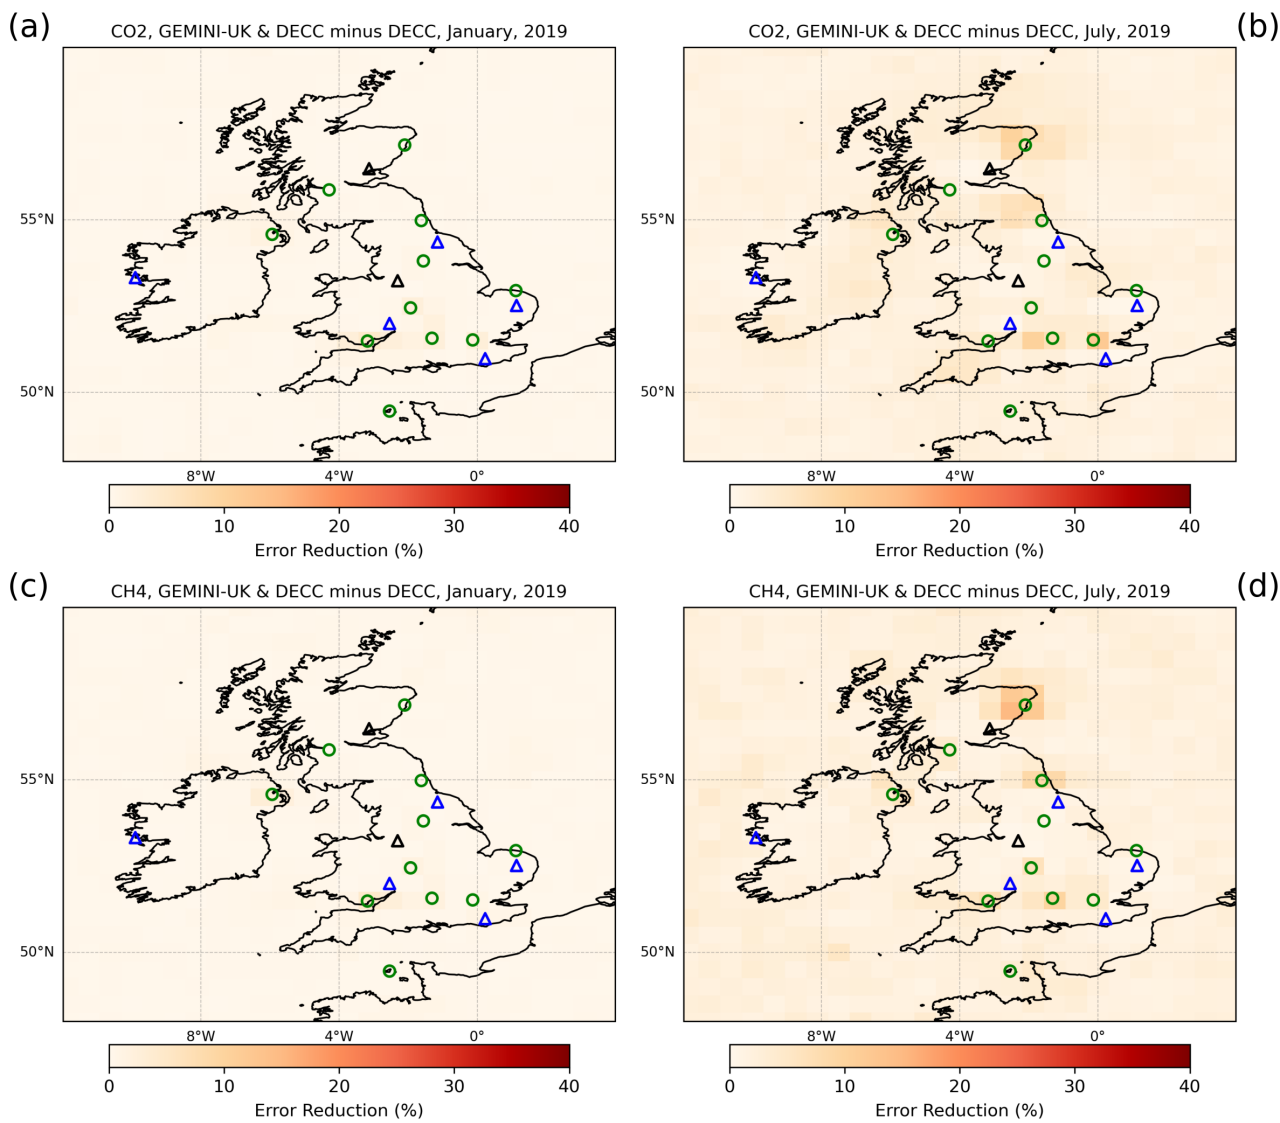 (a)
CO2, GEMINI-UK & DECC minus DECC, January, 2019
55°N
50°N
8°W 4°W 0°
0 10 20 30 40
Error Reduction (%)
(b)
CO2, GEMINI-UK & DECC minus DECC, July, 2019
55°N
50°N
8°W 4°W 0°
0 10 20 30 40
Error Reduction (%)
(c)
CH4, GEMINI-UK & DECC minus DECC, January, 2019
55°N
50°N
8°W 4°W 0°
0 10 20 30 40
Error Reduction (%)
(d)
CH4, GEMINI-UK & DECC minus DECC, July, 2019
55°N
50°N
8°W 4°W 0°
0 10 20 30 40
Error Reduction (%)